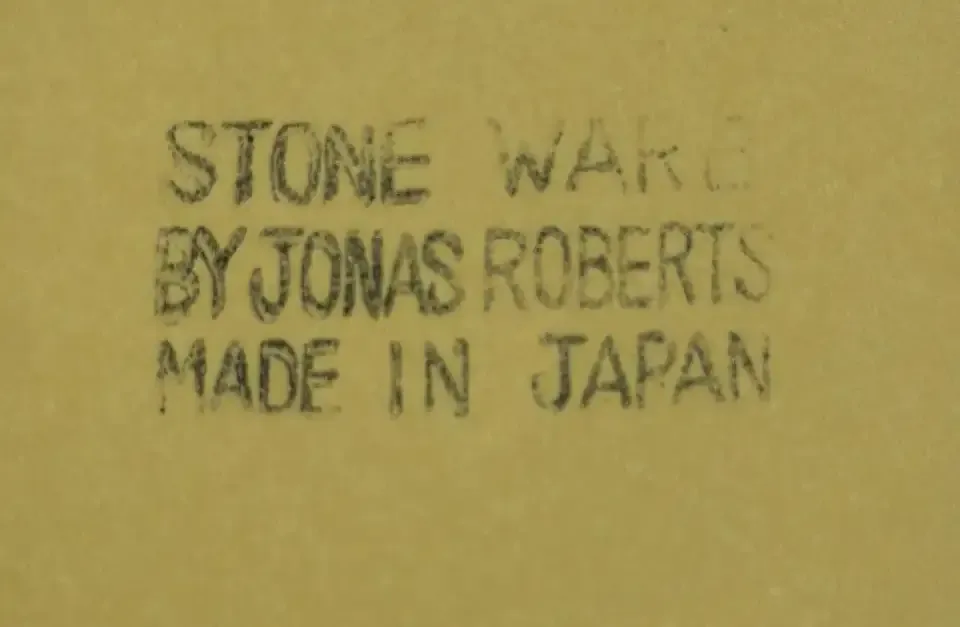 STONE WARE
BY JONAS ROBERTS
MADE IN JAPAN